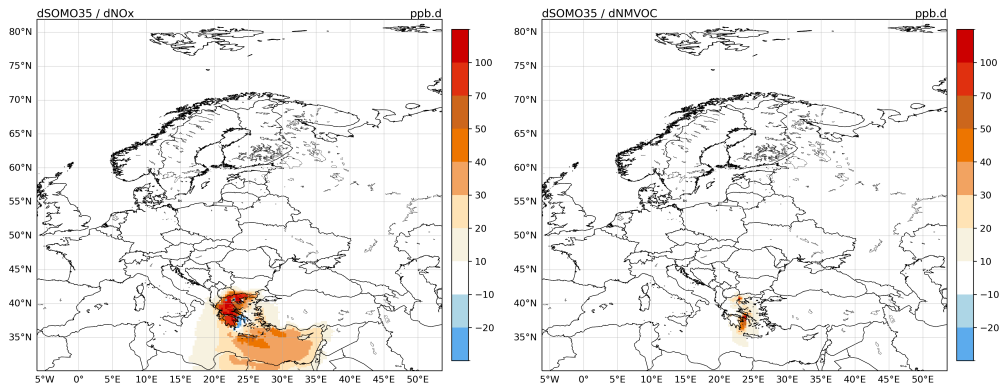 dSOMO35 / dNOx ppb.d
80°N
75°N
70°N
65°N
60°N
55°N
50°N
45°N
40°N
35°N
5°W 0°E 5°E 10°E 15°E 20°E 25°E 30°E 35°E 40°E 45°E 50°E
100
70
50
40
30
20
10
−10
−20
dSOMO35 / dNMVOC ppb.d
80°N
75°N
70°N
65°N
60°N
55°N
50°N
45°N
40°N
35°N
5°W 0°E 5°E 10°E 15°E 20°E 25°E 30°E 35°E 40°E 45°E 50°E
100
70
50
40
30
20
10
−10
−20